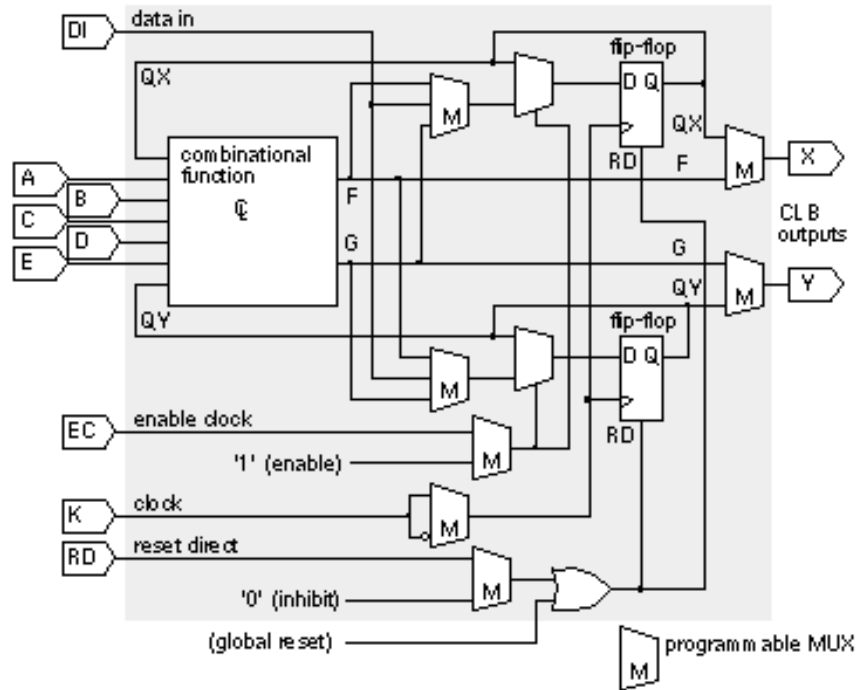 DI
data in
flip-flop
QX
D Q
M
QX
A
combinational
function
M
X
B
RD
F
F
C
CL
D
CLB
outputs
G
G
E
QY
M
Y
QY
flip-flop
D Q
M
EC
enable clock
RD
'1' (enable)
M
K
clock
M
RD
reset direct
M
'0' (inhibit)
(global reset)
M
programmable MUX